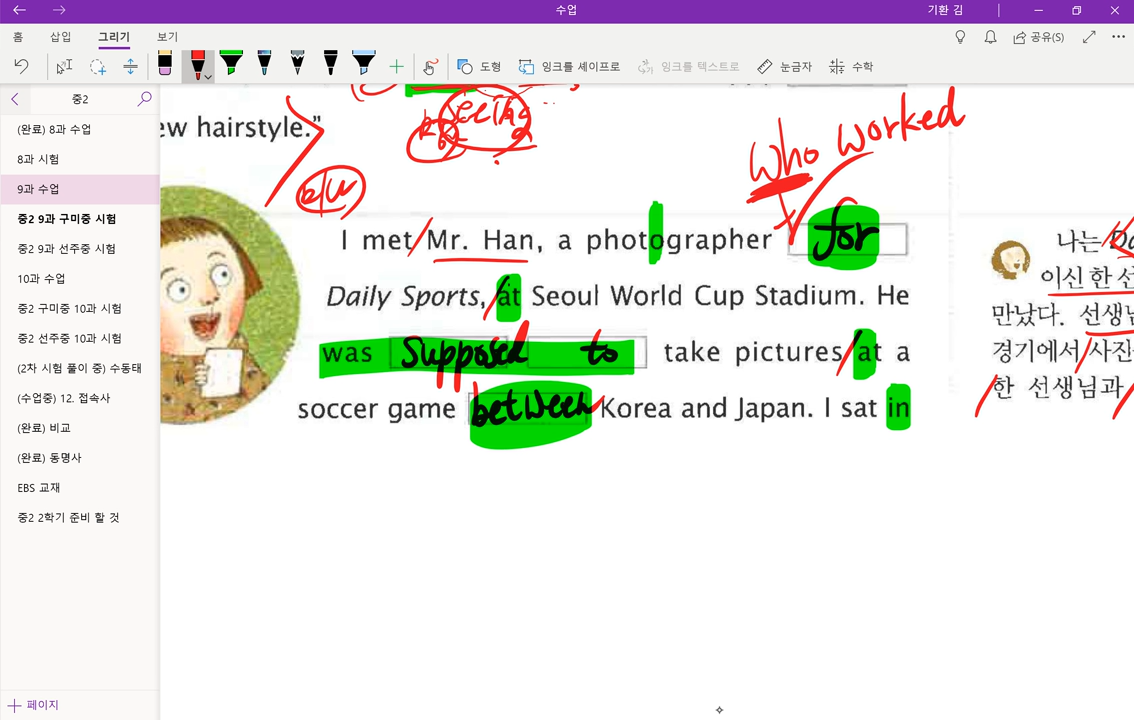 수업
기환 김
홈 삽입 그리기 보기
공유(S)
도형 잉크를 셰이프로 잉크를 텍스트로 눈금자 수학
중2
(완료) 8과 수업
8과 시험
9과 수업
중2 9과 구미중 시험
중2 9과 선주중 시험
10과 수업
중2 구미중 10과 시험
중2 선주중 10과 시험
(2차 시험 풀이 중) 수동태
(수업중) 12. 접속사
(완료) 비교
(완료) 동명사
EBS 교재
중2 2학기 준비 할 것
페이지
ew hairstyle.”
seeing
b/w
who worked
I met Mr. Han, a photographer for
Daily Sports, at Seoul World Cup Stadium. He
was supposed to take pictures at a
soccer game between Korea and Japan. I sat in
나는 Da
이신 한 선
만났다. 선생님
경기에서 사진
한 선생님과